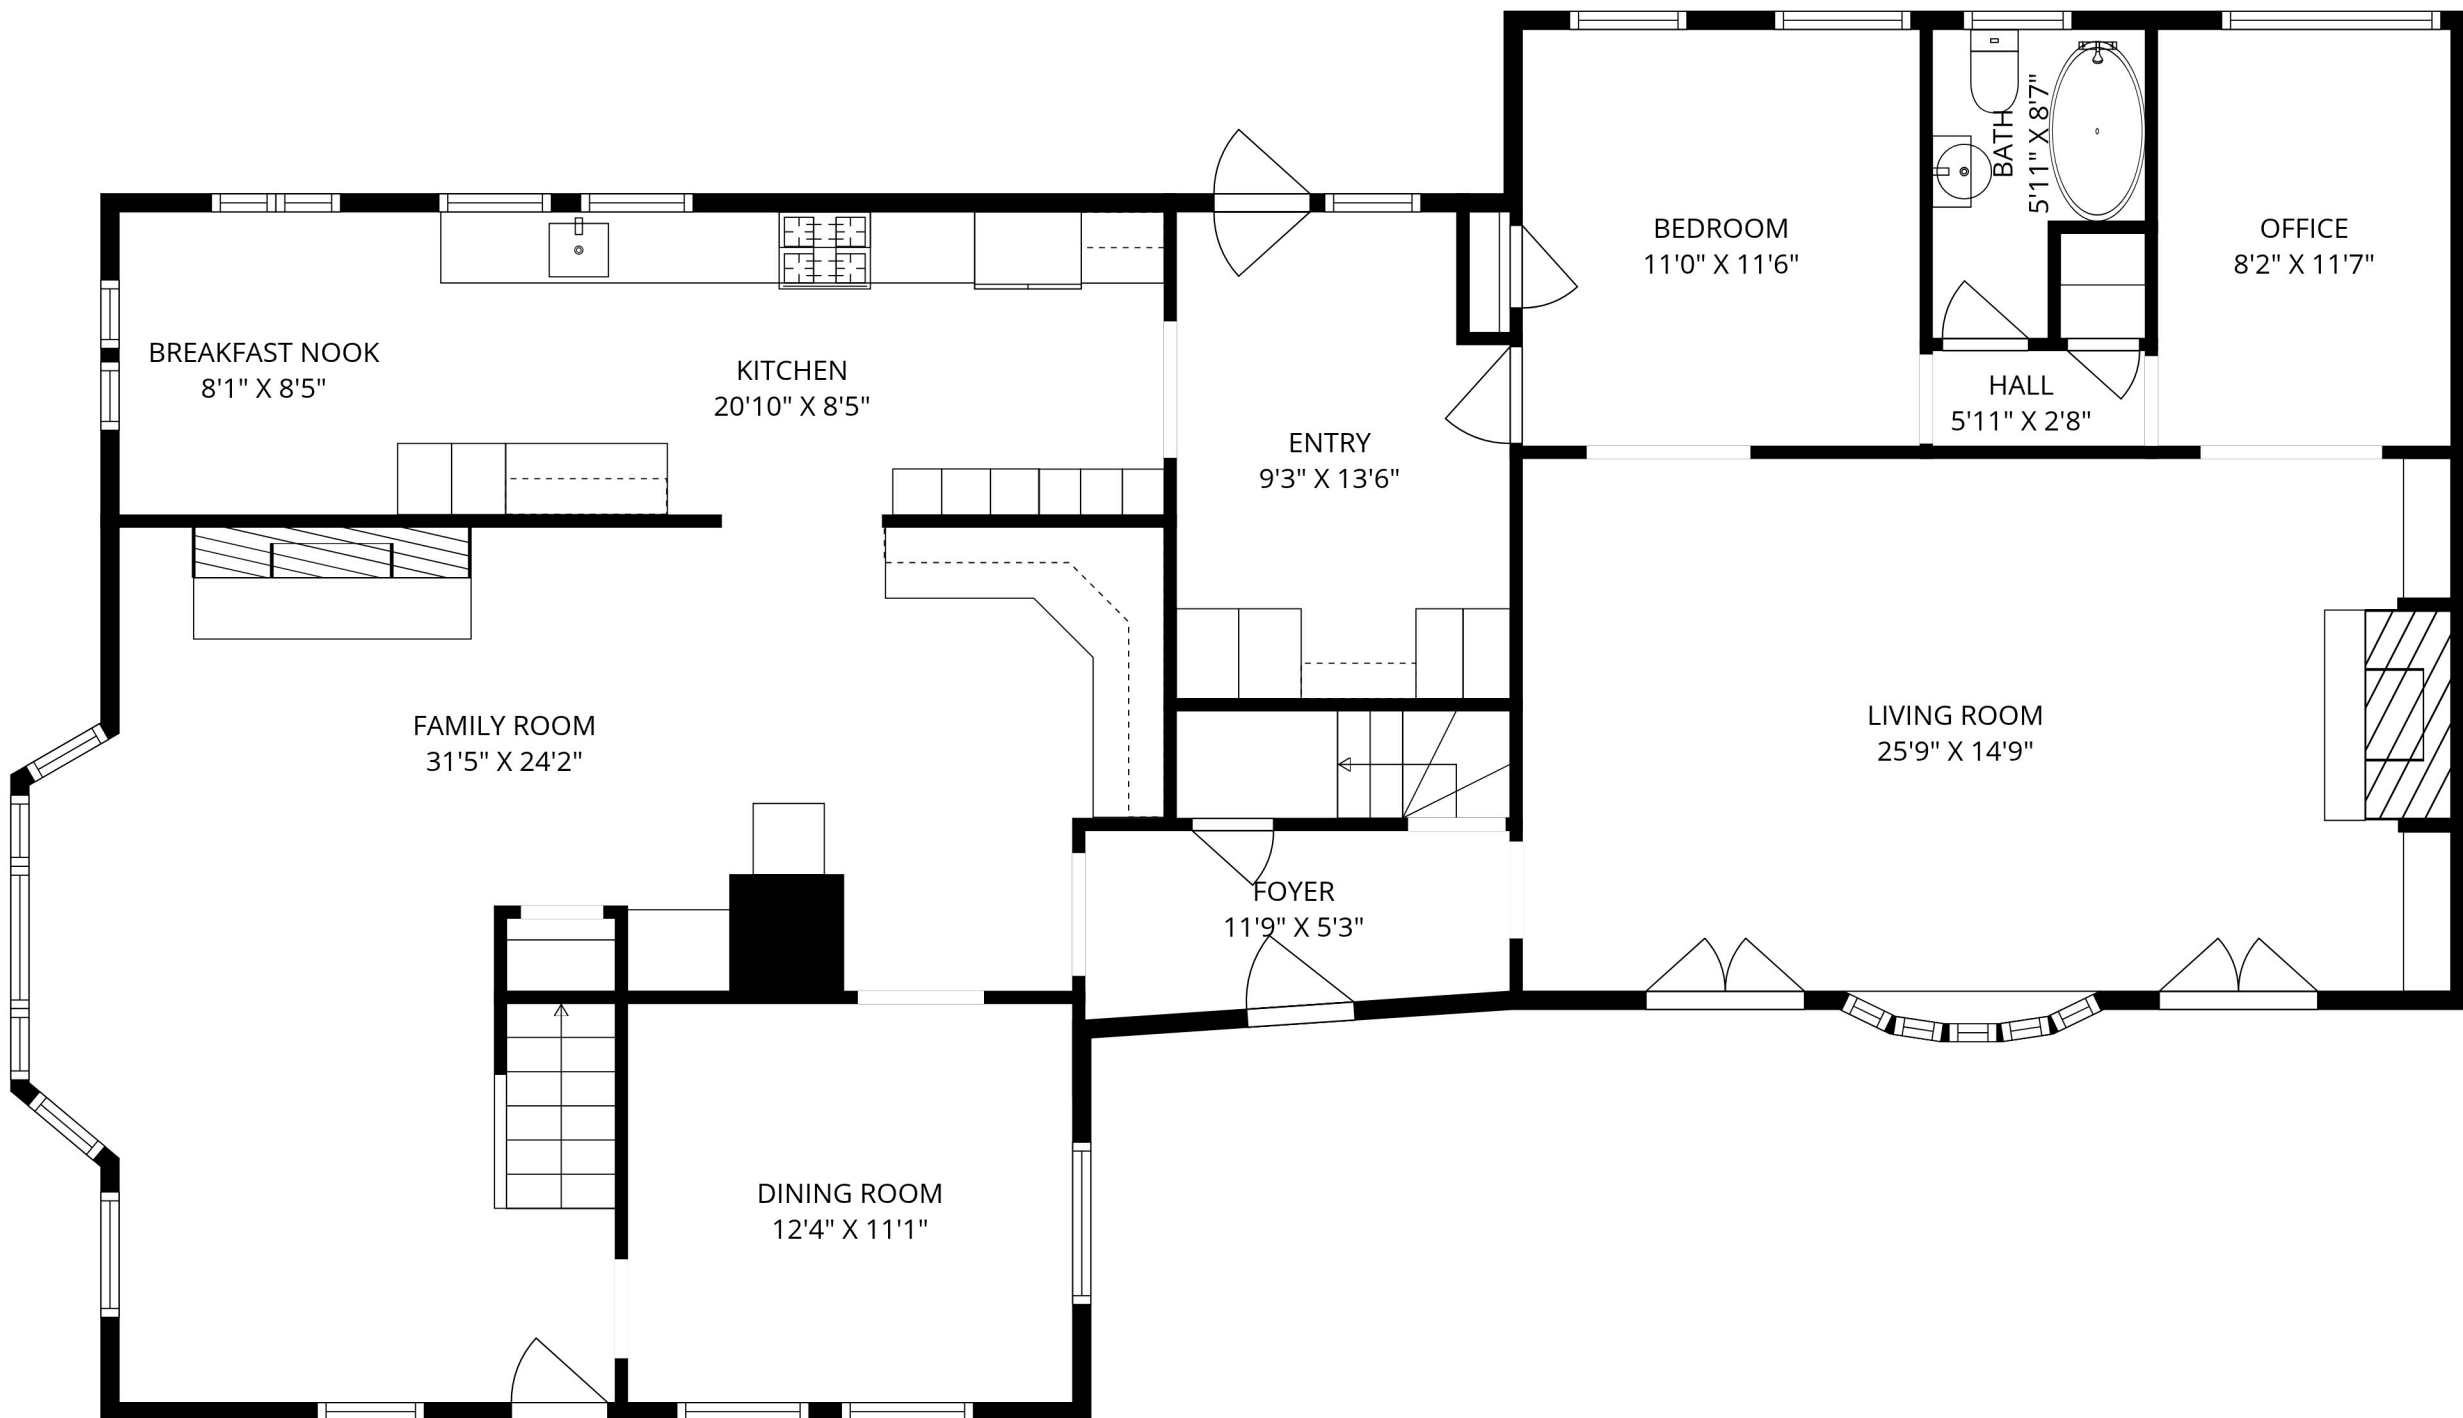 BEDROOM
11'0" X 11'6"
BATH
5'11" X 8'7"
OFFICE
8'2" X 11'7"
BREAKFAST NOOK
8'1" X 8'5"
KITCHEN
20'10" X 8'5"
HALL
5'11" X 2'8"
ENTRY
9'3" X 13'6"
FAMILY ROOM
31'5" X 24'2"
LIVING ROOM
25'9" X 14'9"
FOYER
11'9" X 5'3"
DINING ROOM
12'4" X 11'1"